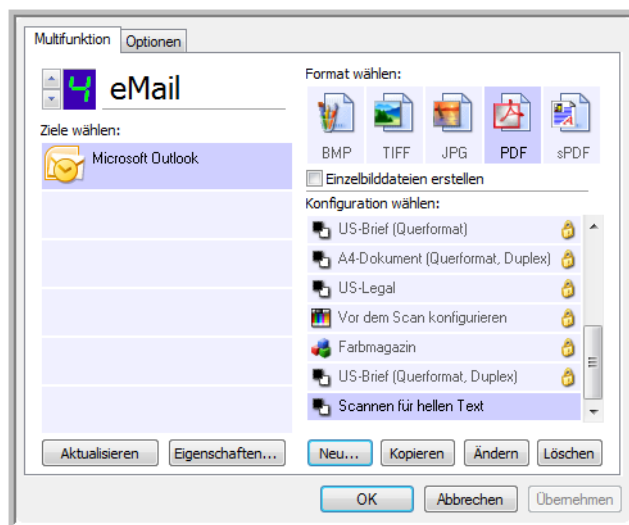 Multifunktion Optionen
4 eMail
Ziele wählen:
Microsoft Outlook
Aktualisieren Eigenschaften...
Format wählen:
BMP TIFF JPG PDF sPDF
Einzelbilddateien erstellen
Konfiguration wählen:
US-Brief (Querformat)
A4-Dokument (Querformat, Duplex)
US-Legal
Vor dem Scan konfigurieren
Farbmagazin
US-Brief (Querformat, Duplex)
Scannen für hellen Text
Neu... Kopieren Ändern Löschen
OK Abbrechen Übernehmen